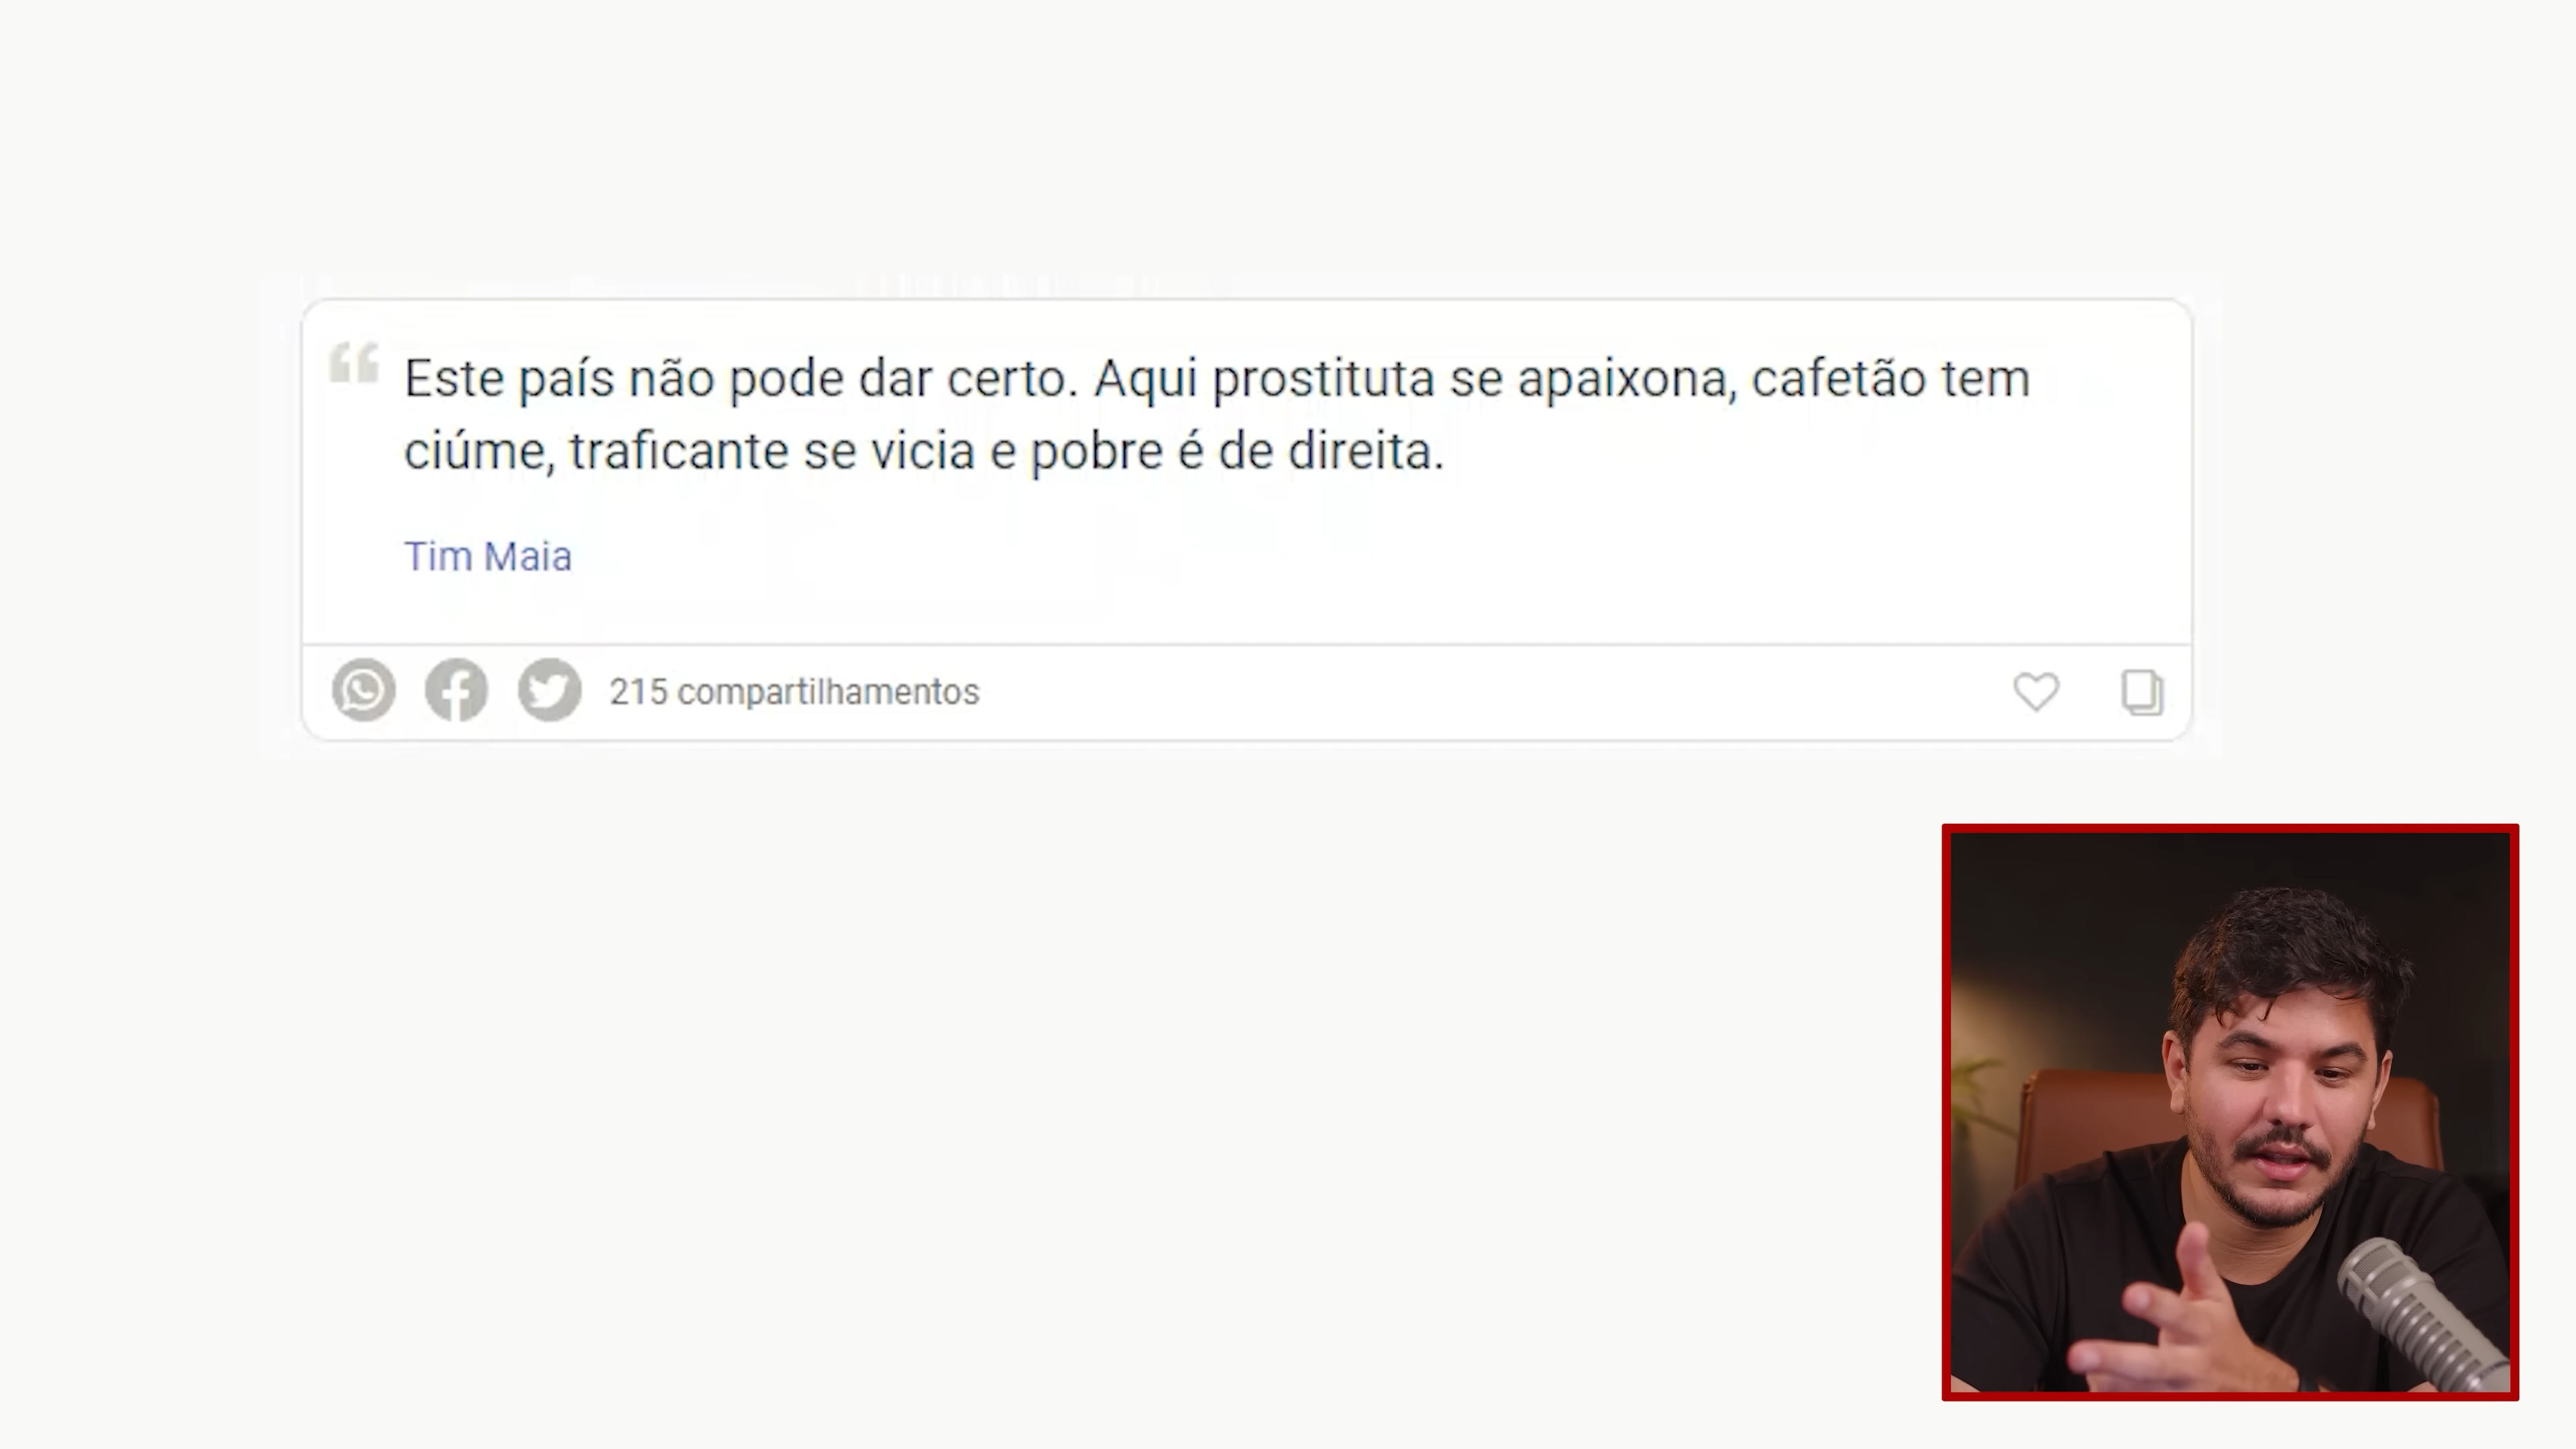 Este país não pode dar certo. Aqui prostituta se apaixona, cafetão tem
ciúme, traficante se vicia e pobre é de direita.
Tim Maia
215 compartilhamentos